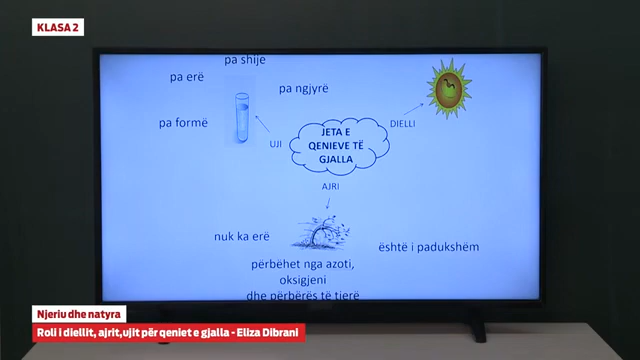 KLASA 2
pa shije
pa erë
pa ngjyrë
pa formë
UJI
JETA E
QENIEVE TË
GJALLA
DIELLI
AJRI
nuk ka erë
është i padukshëm
përbëhet nga azoti,
oksigjeni
dhe përbërës të tjerë
Njeriu dhe natyra
Roli i diellit, ajrit,ujit për qeniet e gjalla - Eliza Dibrani